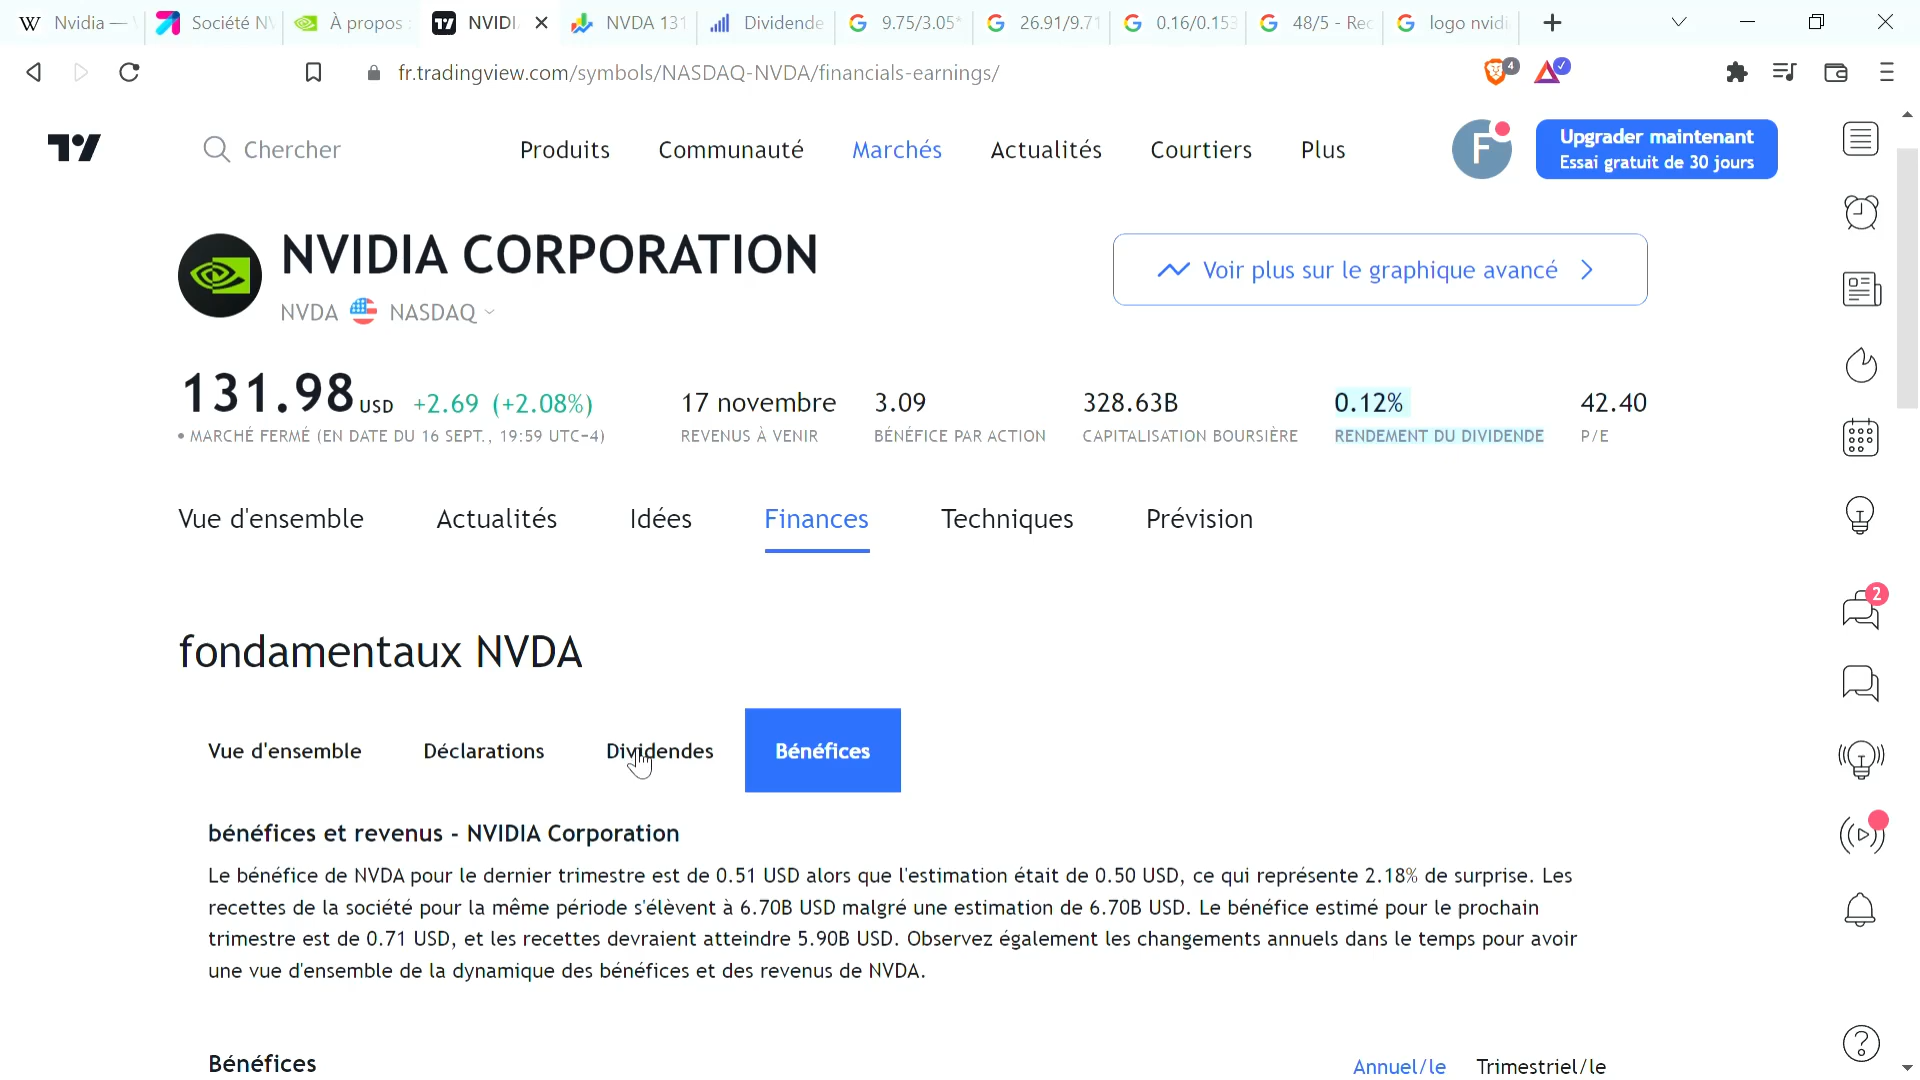 Nvidia —
Société NV
À propos :
NVIDI
NVDA 131
Dividende
9.75/3.05*
26.91/9.71
0.16/0.153
48/5 - Rec
logo nvidi
fr.tradingview.com/symbols/NASDAQ-NVDA/financials-earnings/
4
Chercher
Produits
Communauté
Marchés
Actualités
Courtiers
Plus
F
Upgrader maintenant
Essai gratuit de 30 jours
NVIDIA CORPORATION
NVDA NASDAQ
Voir plus sur le graphique avancé
131.98 USD +2.69 (+2.08%)
• MARCHÉ FERMÉ (EN DATE DU 16 SEPT., 19:59 UTC-4)
17 novembre
REVENUS À VENIR
3.09
BÉNÉFICE PAR ACTION
328.63B
CAPITALISATION BOURSIÈRE
0.12%
RENDEMENT DU DIVIDENDE
42.40
P/E
Vue d'ensemble
Actualités
Idées
Finances
Techniques
Prévision
2
fondamentaux NVDA
Vue d'ensemble
Déclarations
Dividendes
Bénéfices
bénéfices et revenus - NVIDIA Corporation
Le bénéfice de NVDA pour le dernier trimestre est de 0.51 USD alors que l'estimation était de 0.50 USD, ce qui représente 2.18% de surprise. Les
recettes de la société pour la même période s'élèvent à 6.70B USD malgré une estimation de 6.70B USD. Le bénéfice estimé pour le prochain
trimestre est de 0.71 USD, et les recettes devraient atteindre 5.90B USD. Observez également les changements annuels dans le temps pour avoir
une vue d'ensemble de la dynamique des bénéfices et des revenus de NVDA.
Bénéfices
Annuel/le
Trimestriel/le